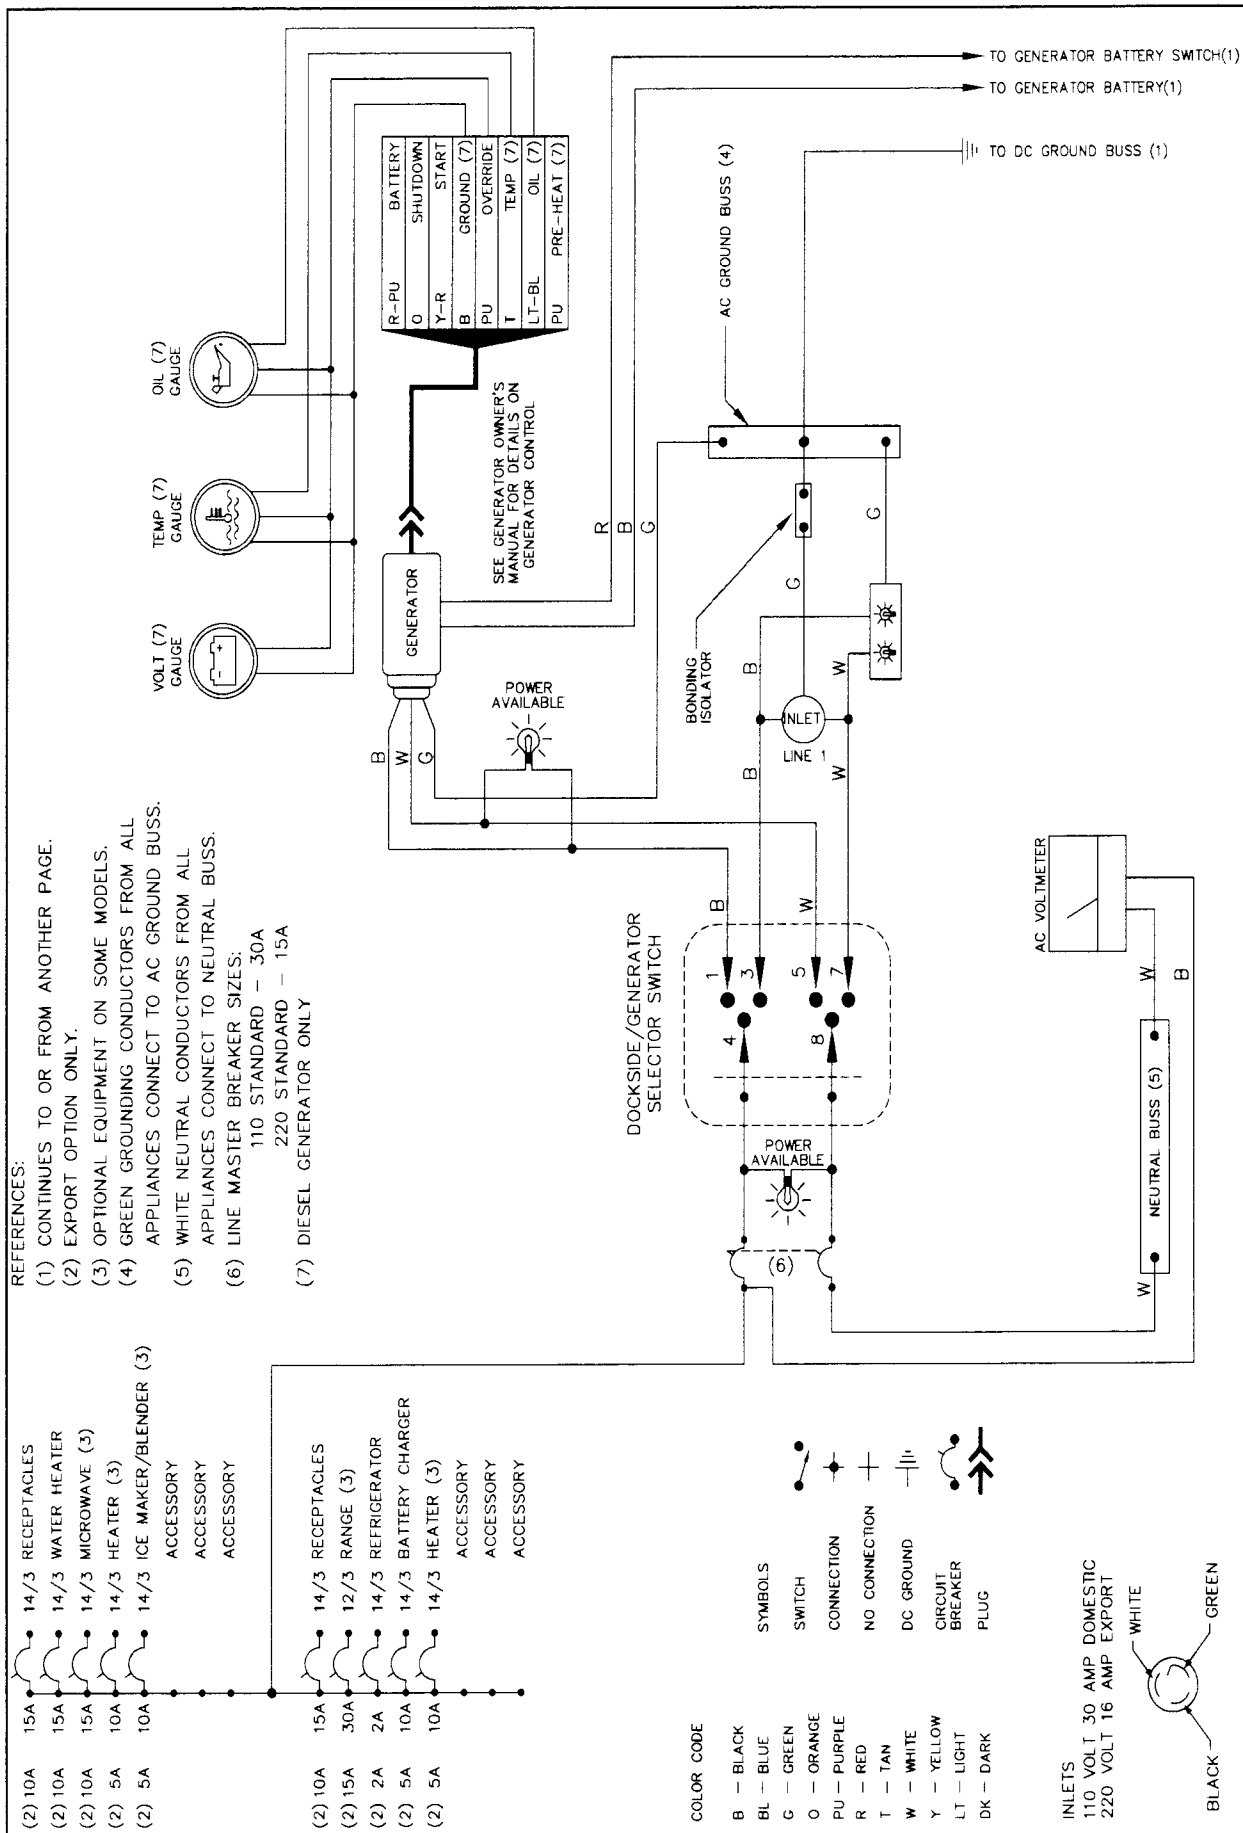 REFERENCES:
(1) CONTINUES TO OR FROM ANOTHER PAGE.
(2) EXPORT OPTION ONLY.
(3) OPTIONAL EQUIPMENT ON SOME MODELS.
(4) GREEN GROUNDING CONDUCTORS FROM ALL
APPLIANCES CONNECT TO AC GROUND BUSS.
(5) WHITE NEUTRAL CONDUCTORS FROM ALL
APPLIANCES CONNECT TO NEUTRAL BUSS.
(6) LINE MASTER BREAKER SIZES:
110 STANDARD - 30A
220 STANDARD - 15A
(7) DIESEL GENERATOR ONLY
(2) 10A 15A 14/3 RECEPTACLES
(2) 10A 15A 14/3 WATER HEATER
(2) 10A 15A 14/3 MICROWAVE (3)
(2) 5A 10A 14/3 HEATER (3)
(2) 5A 10A 14/3 ICE MAKER/BLENDER (3)
ACCESSORY
ACCESSORY
ACCESSORY
(2) 10A 15A 14/3 RECEPTACLES
(2) 15A 30A 12/3 RANGE (3)
(2) 2A 2A 14/3 REFRIGERATOR
(2) 5A 10A 14/3 BATTERY CHARGER
(2) 5A 10A 14/3 HEATER (3)
ACCESSORY
ACCESSORY
ACCESSORY
VOLT (7)
GAUGE
TEMP (7)
GAUGE
OIL (7)
GAUGE
GENERATOR
R-PU BATTERY
O SHUTDOWN
Y-R START
B GROUND (7)
PU OVERRIDE
T TEMP (7)
LT-BL OIL (7)
PU PRE-HEAT (7)
SEE GENERATOR OWNER'S
MANUAL FOR DETAILS ON
GENERATOR CONTROL
B
W
G
POWER
AVAILABLE
R
B
G
TO GENERATOR BATTERY SWITCH(1)
TO GENERATOR BATTERY(1)
TO DC GROUND BUSS (1)
AC GROUND BUSS (4)
BONDING
ISOLATOR
G
G
B
W
INLET
LINE 1
B
W
B
W
DOCKSIDE/GENERATOR
SELECTOR SWITCH
1
3
5
7
4
8
POWER
AVAILABLE
(6)
AC VOLTMETER
W
B
NEUTRAL BUSS (5)
W
COLOR CODE
B - BLACK
BL - BLUE
G - GREEN
O - ORANGE
PU - PURPLE
R - RED
T - TAN
W - WHITE
Y - YELLOW
LT - LIGHT
DK - DARK
SYMBOLS
SWITCH
CONNECTION
NO CONNECTION
DC GROUND
CIRCUIT
BREAKER
PLUG
INLETS
110 VOLT 30 AMP DOMESTIC
220 VOLT 16 AMP EXPORT
WHITE
BLACK
GREEN